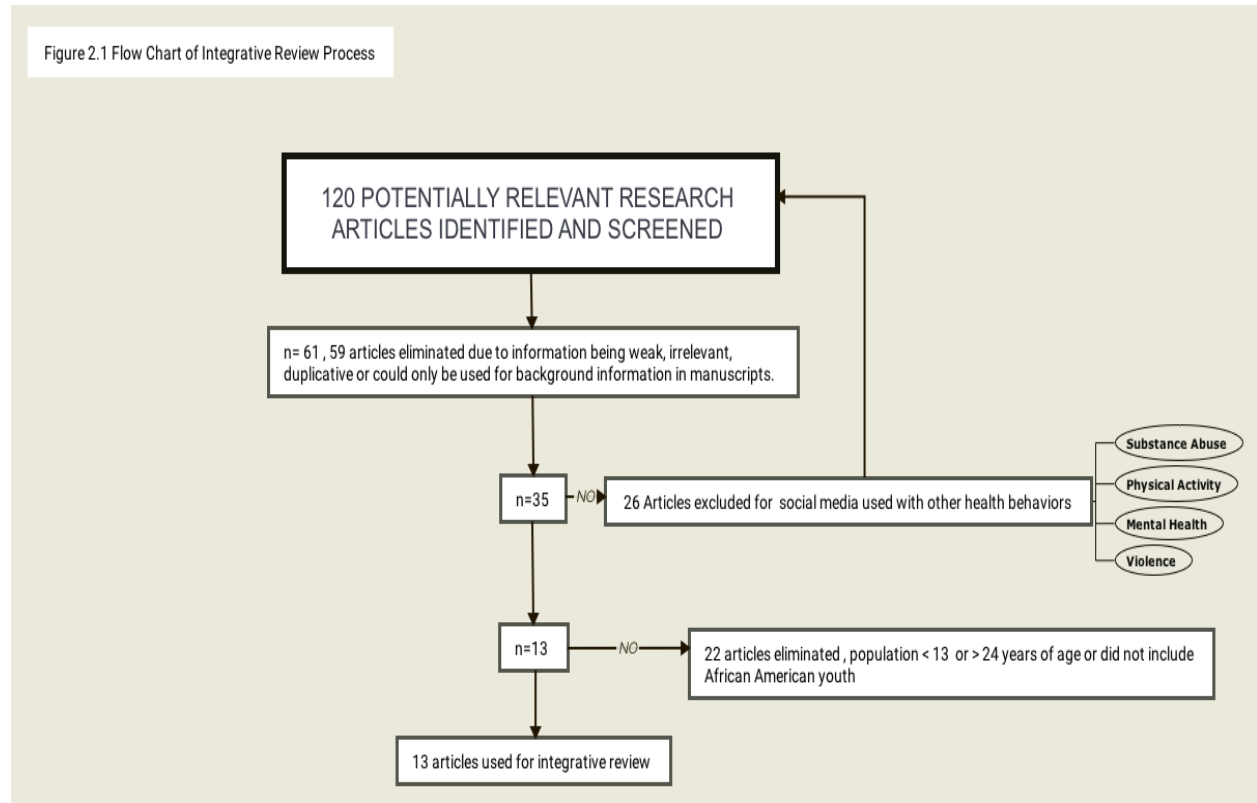 Figure 2.1 Flow Chart of Integrative Review Process
120 POTENTIALLY RELEVANT RESEARCH
ARTICLES IDENTIFIED AND SCREENED
n= 61 , 59 articles eliminated due to information being weak, irrelevant,
duplicative or could only be used for background information in manuscripts.
n=35
NO
26 Articles excluded for social media used with other health behaviors
Substance Abuse
Physical Activity
Mental Health
Violence
n=13
NO
22 articles eliminated , population < 13 or > 24 years of age or did not include
African American youth
13 articles used for integrative review